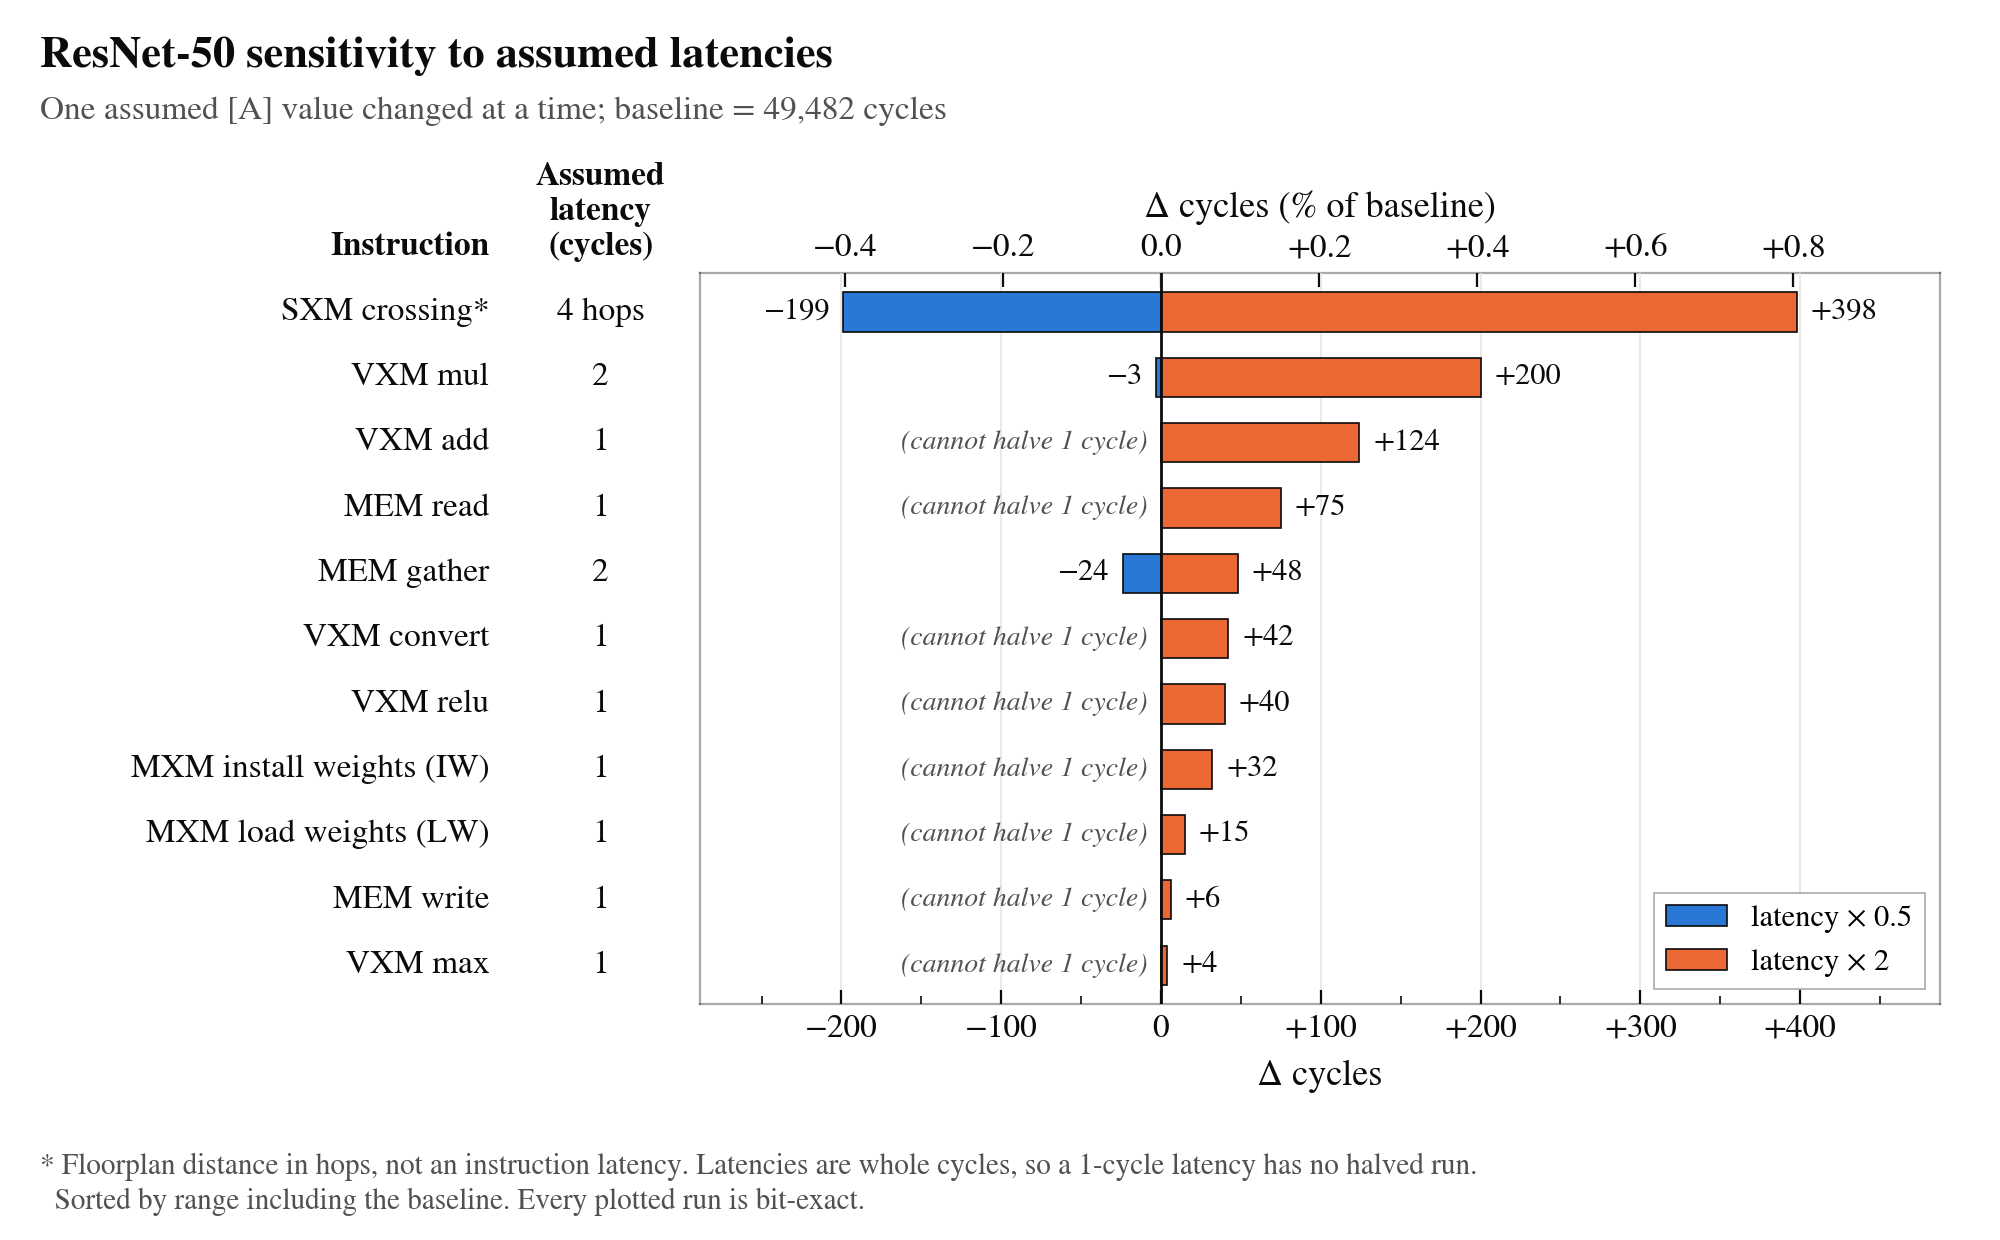 ResNet-50 sensitivity to assumed latencies
One assumed [A] value changed at a time; baseline = 49,482 cycles
Assumed
latency
(cycles)
Instruction
Δ cycles (% of baseline)
−0.4 −0.2 0.0 +0.2 +0.4 +0.6 +0.8
SXM crossing* 4 hops −199 +398
VXM mul 2 −3 +200
VXM add 1 (cannot halve 1 cycle) +124
MEM read 1 (cannot halve 1 cycle) +75
MEM gather 2 −24 +48
VXM convert 1 (cannot halve 1 cycle) +42
VXM relu 1 (cannot halve 1 cycle) +40
MXM install weights (IW) 1 (cannot halve 1 cycle) +32
MXM load weights (LW) 1 (cannot halve 1 cycle) +15
MEM write 1 (cannot halve 1 cycle) +6
VXM max 1 (cannot halve 1 cycle) +4
latency × 0.5
latency × 2
−200 −100 0 +100 +200 +300 +400
Δ cycles
* Floorplan distance in hops, not an instruction latency. Latencies are whole cycles, so a 1-cycle latency has no halved run.
Sorted by range including the baseline. Every plotted run is bit-exact.